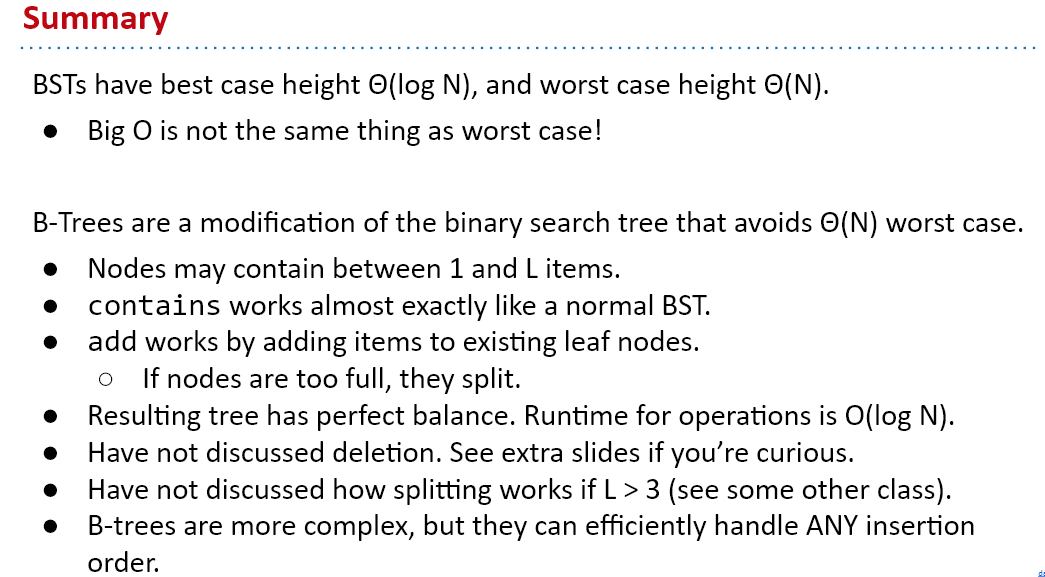 Summary
BSTs have best case height Θ(log N), and worst case height Θ(N).
● Big O is not the same thing as worst case!
B-Trees are a modification of the binary search tree that avoids Θ(N) worst case.
● Nodes may contain between 1 and L items.
● contains works almost exactly like a normal BST.
● add works by adding items to existing leaf nodes.
○ If nodes are too full, they split.
● Resulting tree has perfect balance. Runtime for operations is O(log N).
● Have not discussed deletion. See extra slides if you’re curious.
● Have not discussed how splitting works if L > 3 (see some other class).
● B-trees are more complex, but they can efficiently handle ANY insertion
order.